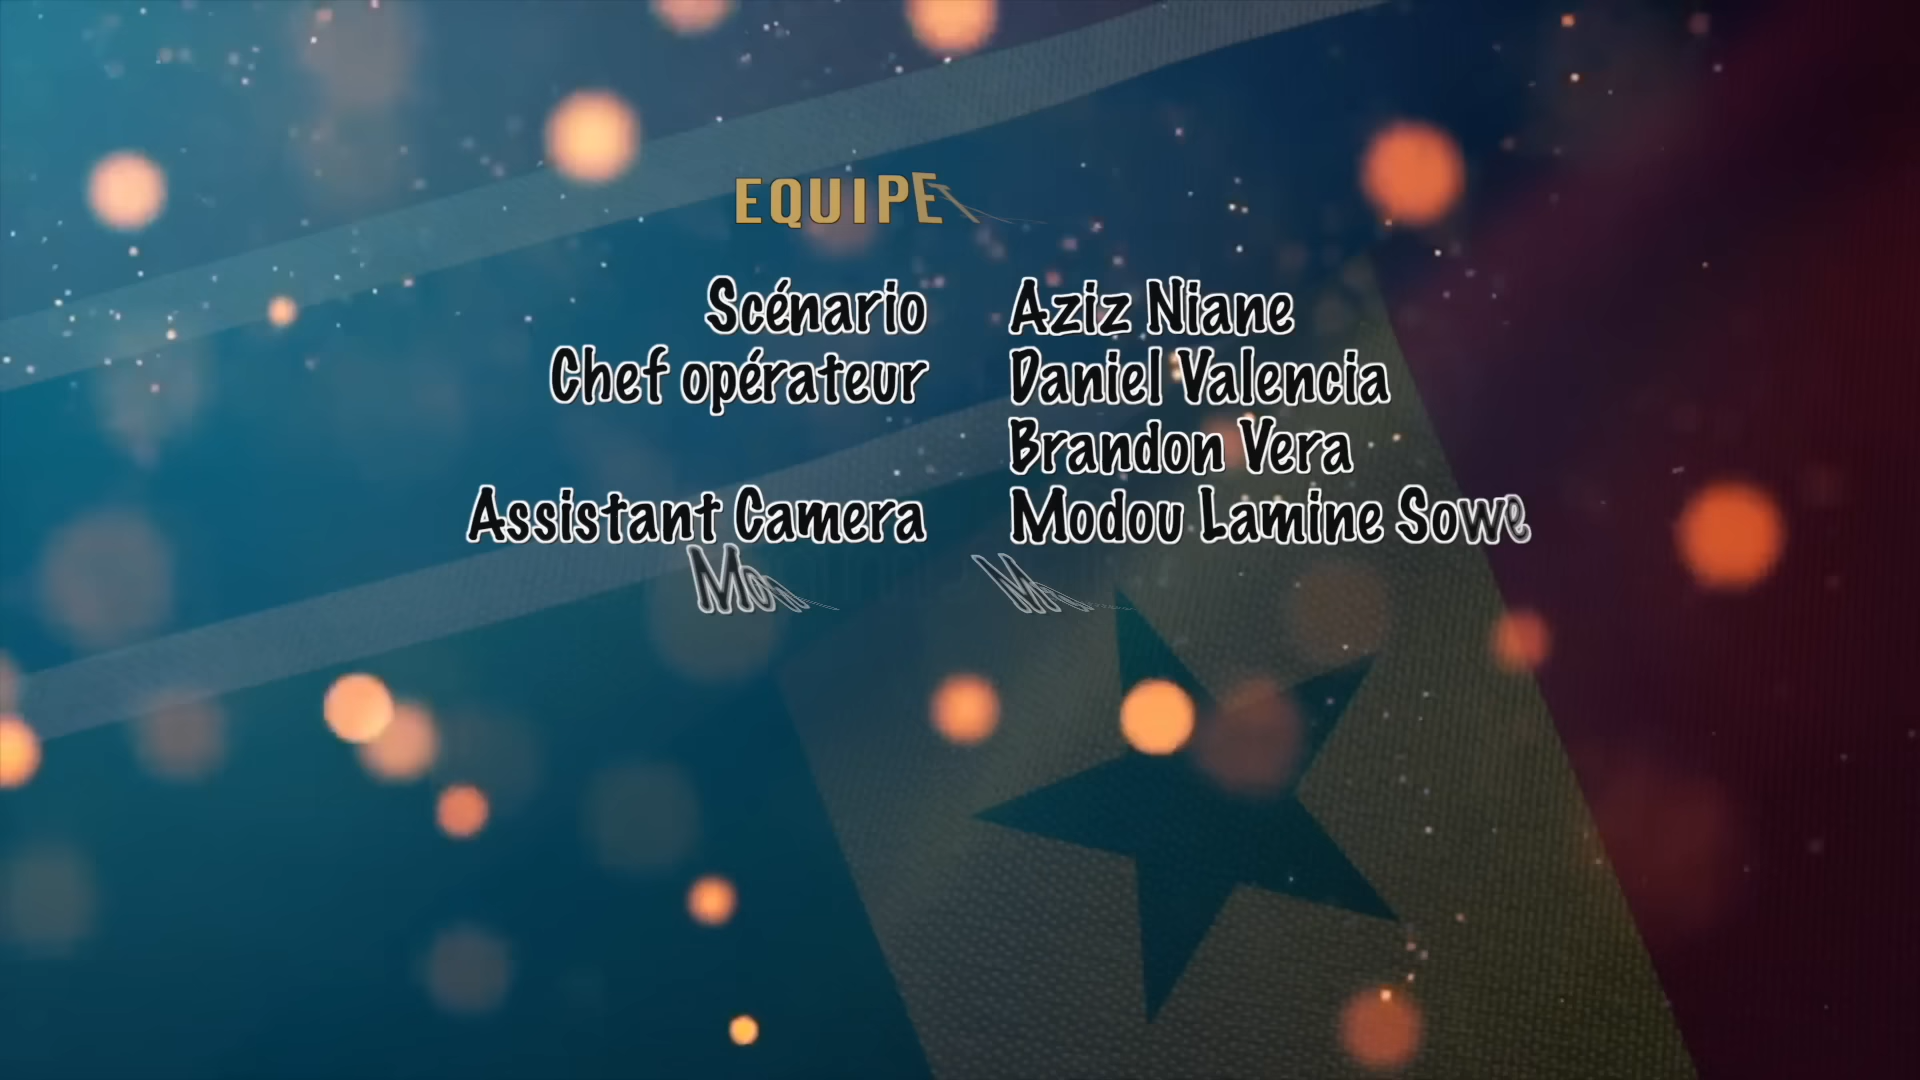 EQUIPE
Scénario Aziz Niane
Chef opérateur Daniel Valencia
Brandon Vera
Assistant Camera Modou Lamine Sowe